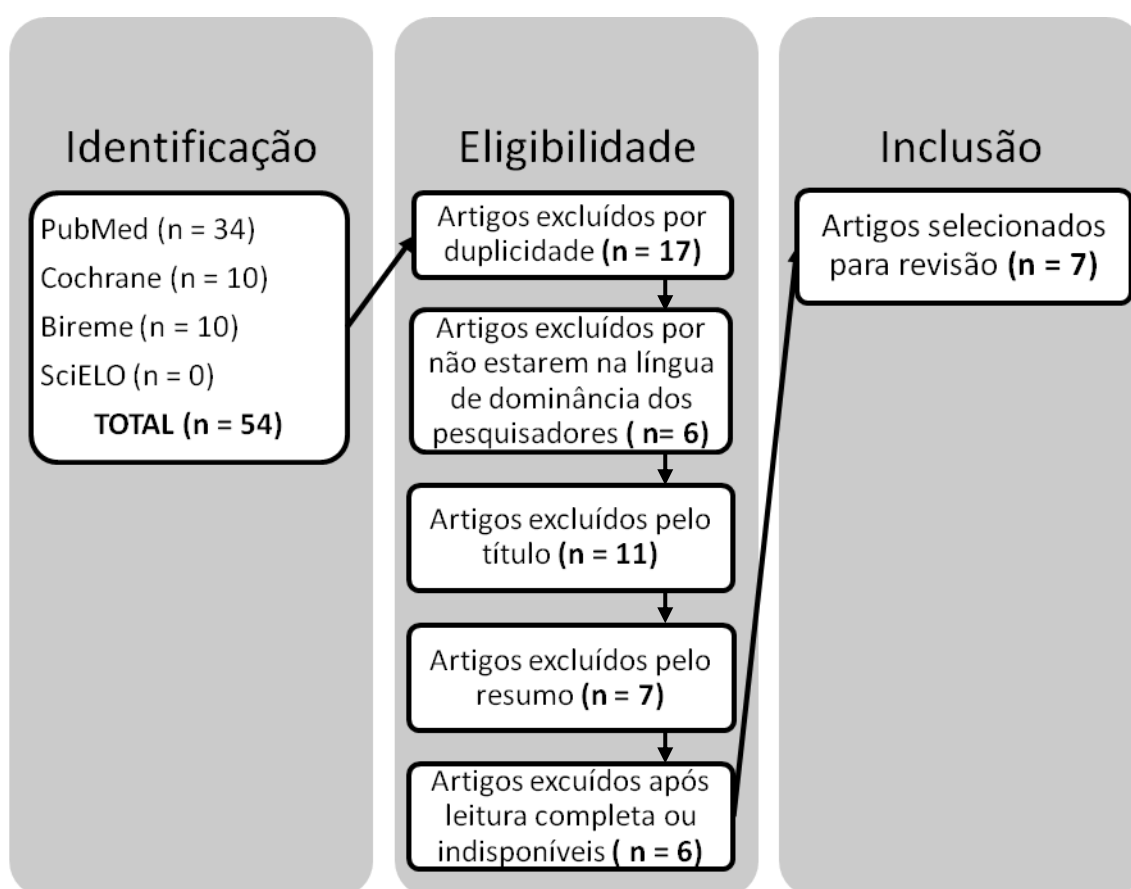 Identificação
PubMed (n = 34)
Cochrane (n = 10)
Bireme (n = 10)
SciELO (n = 0)
TOTAL (n = 54)
Eligibilidade
Artigos excluídos por
duplicidade (n = 17)
Artigos excluídos por
não estarem na língua
de dominância dos
pesquisadores ( n= 6)
Artigos excluídos pelo
título (n = 11)
Artigos excluídos pelo
resumo (n = 7)
Artigos excuídos após
leitura completa ou
indisponíveis ( n = 6)
Inclusão
Artigos selecionados
para revisão (n = 7)